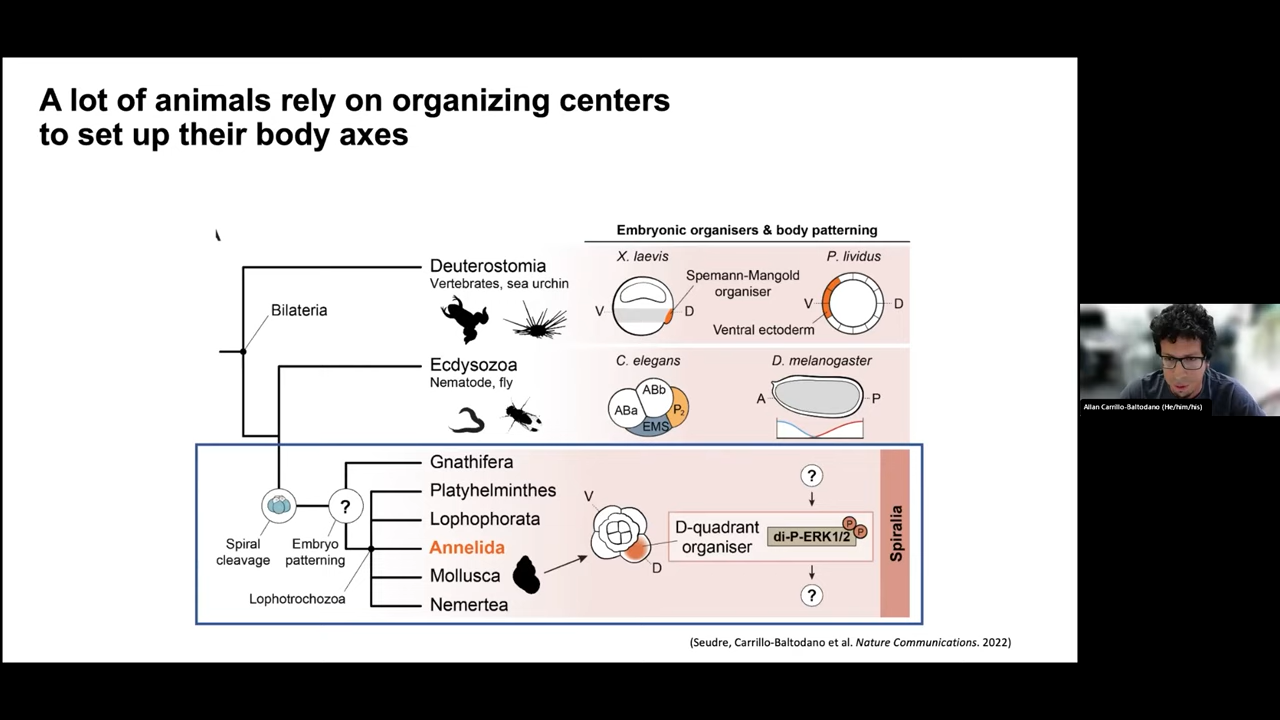 A lot of animals rely on organizing centers
to set up their body axes
Embryonic organisers & body patterning
Bilateria
Deuterostomia
Vertebrates, sea urchin
X. laevis
V
D
Spemann-Mangold
organiser
P. lividus
V
D
Ventral ectoderm
Ecdysozoa
Nematode, fly
C. elegans
ABb
ABa
P2
EMS
D. melanogaster
A
P
Spiral
cleavage
?
Embryo
patterning
Lophotrochozoa
Gnathifera
Platyhelminthes
Lophophorata
Annelida
Mollusca
Nemertea
V
D
D-quadrant
organiser
?
di-P-ERK1/2
P
P
?
Spiralia
(Seudre, Carrillo-Baltodano et al. Nature Communications. 2022)
Allan Carrillo-Baltodano (He/him/his)